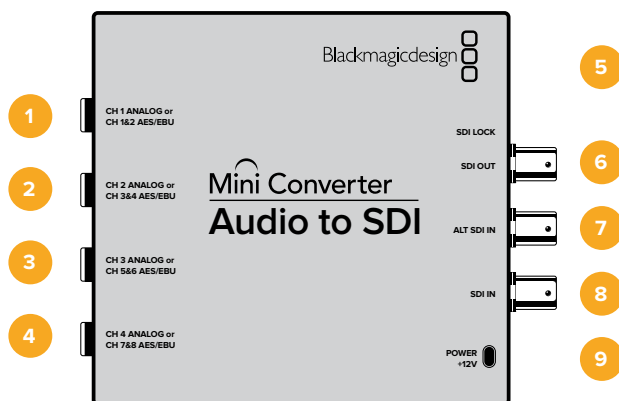 Blackmagicdesign
1
CH 1 ANALOG or
CH 1&2 AES/EBU
2
CH 2 ANALOG or
CH 3&4 AES/EBU
3
CH 3 ANALOG or
CH 5&6 AES/EBU
4
CH 4 ANALOG or
CH 7&8 AES/EBU
Mini Converter
Audio to SDI
5
SDI LOCK
SDI OUT
6
ALT SDI IN
7
SDI IN
8
POWER
+12V
9